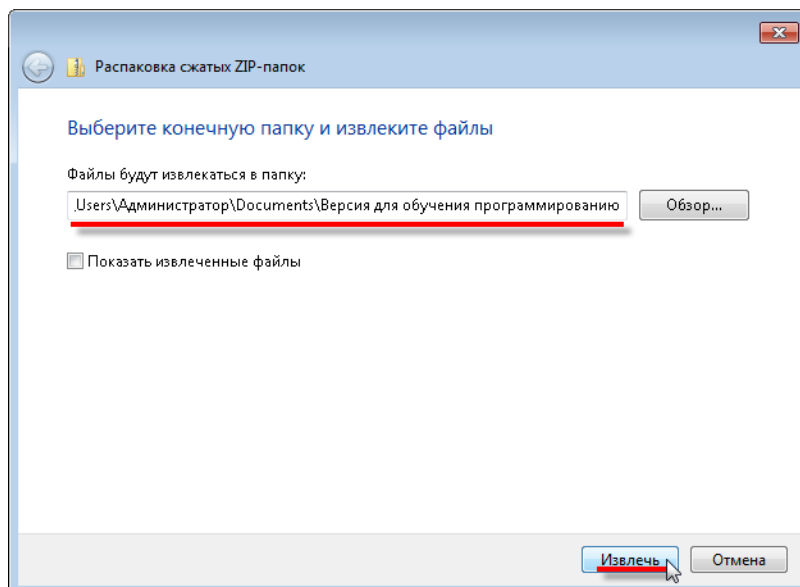 Распаковка сжатых ZIP-папок
Выберите конечную папку и извлеките файлы
Файлы будут извлекаться в папку:
Users\Администратор\Documents\Версия для обучения программированию
Обзор...
Показать извлеченные файлы
Извлечь
Отмена